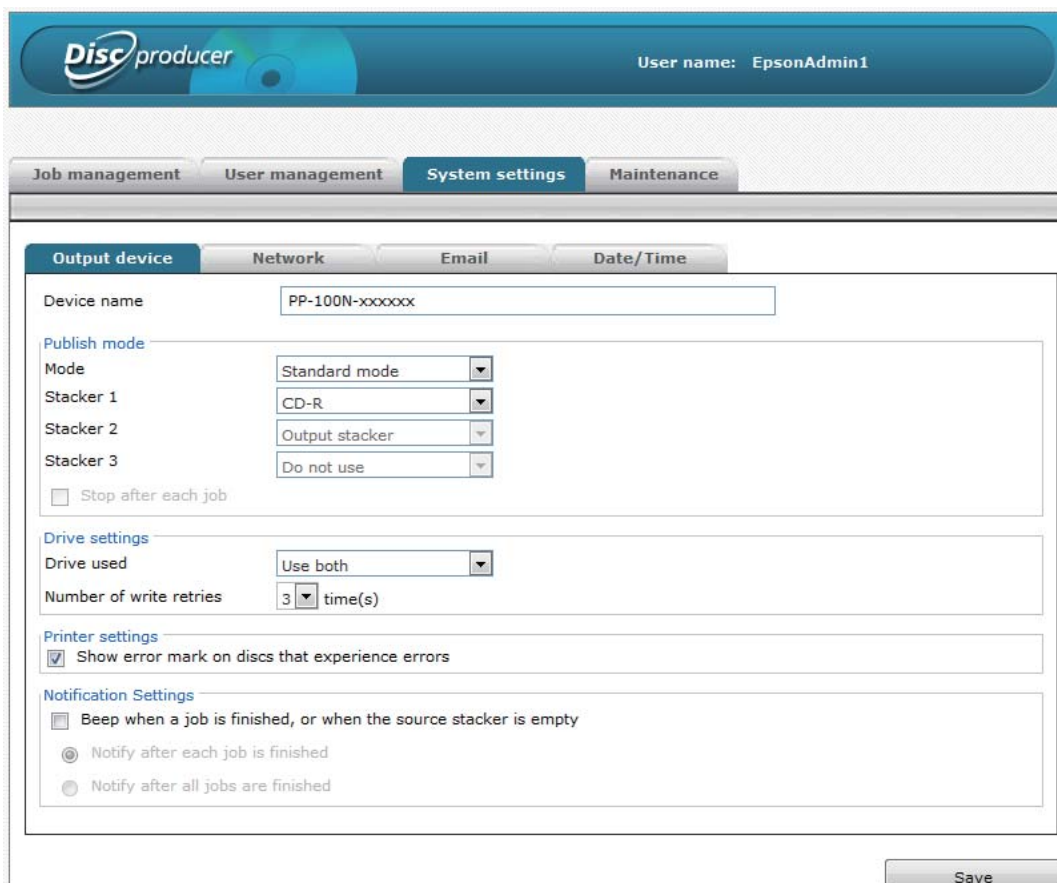 Disc producer
User name: EpsonAdmin1
Job management User management System settings Maintenance
Output device Network Email Date/Time
Device name PP-100N-xxxxxx
Publish mode
Mode Standard mode
Stacker 1 CD-R
Stacker 2 Output stacker
Stacker 3 Do not use
Stop after each job
Drive settings
Drive used Use both
Number of write retries 3 time(s)
Printer settings
Show error mark on discs that experience errors
Notification Settings
Beep when a job is finished, or when the source stacker is empty
Notify after each job is finished
Notify after all jobs are finished
Save